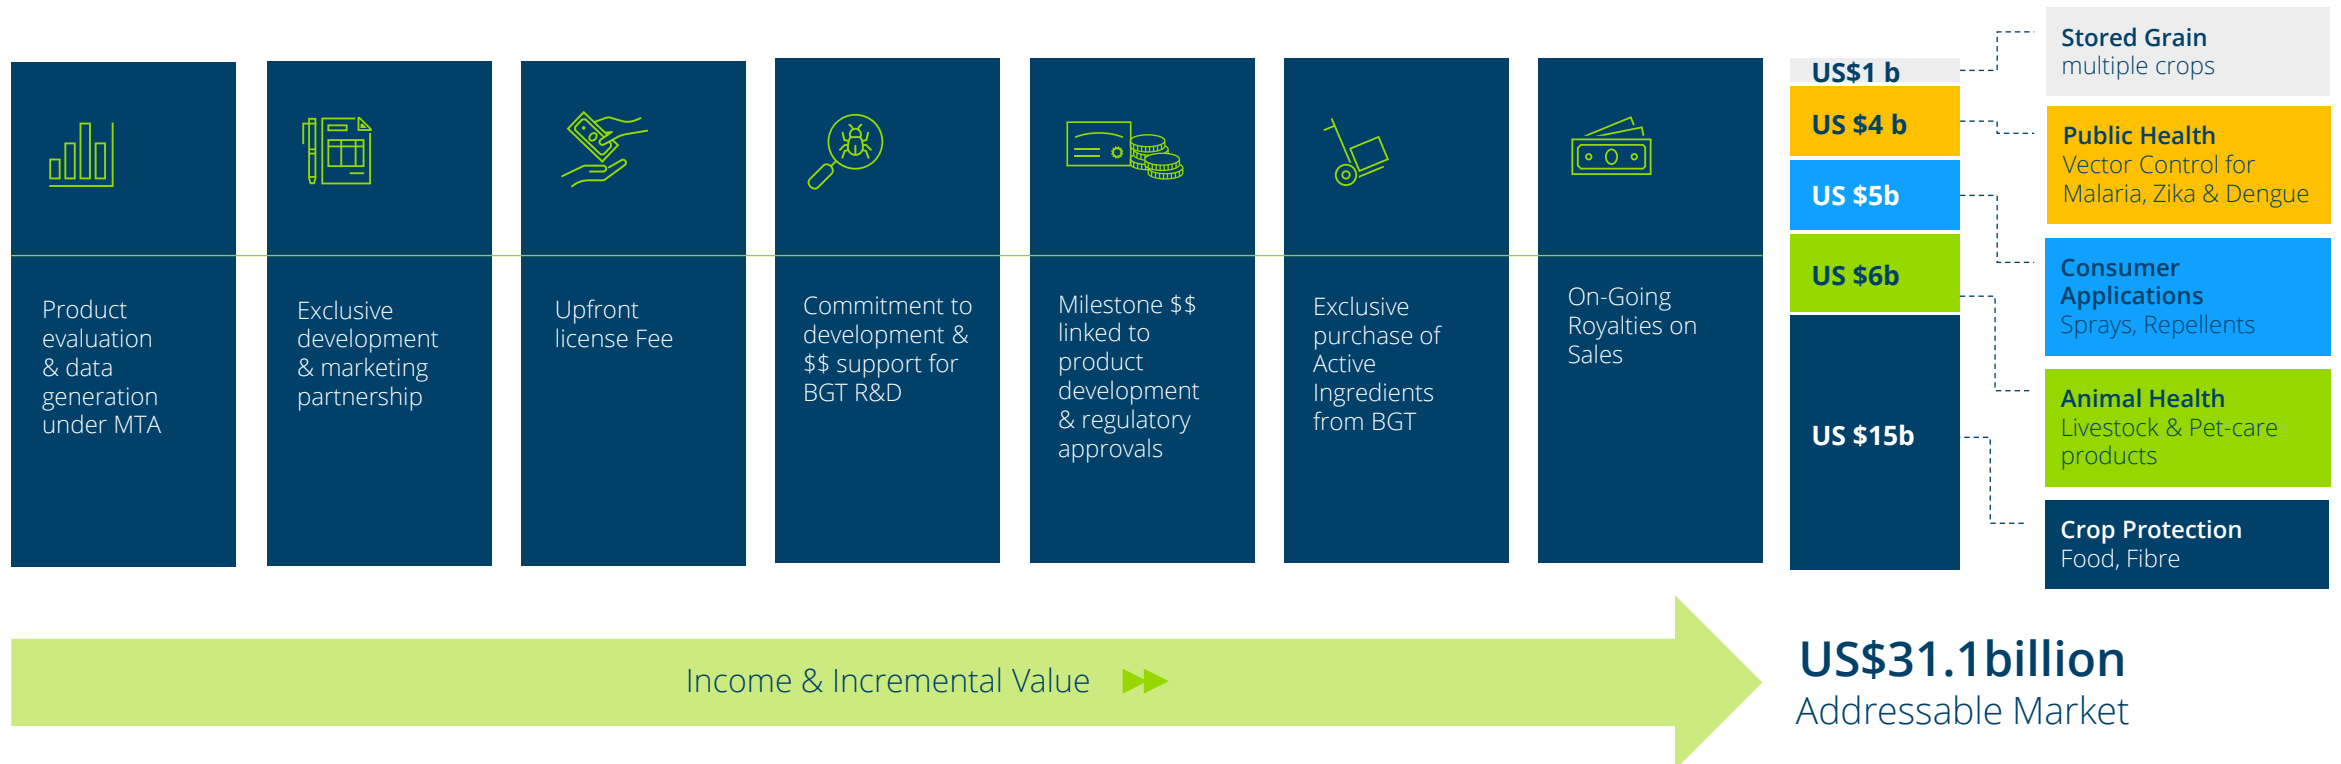 Product
evaluation
& data
generation
under MTA
Exclusive
development
& marketing
partnership
Upfront
license Fee
Commitment to
development &
$$ support for
BGT R&D
Milestone $$
linked to
product
development
& regulatory
approvals
Exclusive
purchase of
Active
Ingredients
from BGT
On-Going
Royalties on
Sales
US$1 b
US $4 b
US $5b
US $6b
US $15b
Stored Grain
multiple crops
Public Health
Vector Control for
Malaria, Zika & Dengue
Consumer
Applications
Sprays, Repellents
Animal Health
Livestock & Pet-care
products
Crop Protection
Food, Fibre
Income & Incremental Value
US$31.1billion
Addressable Market